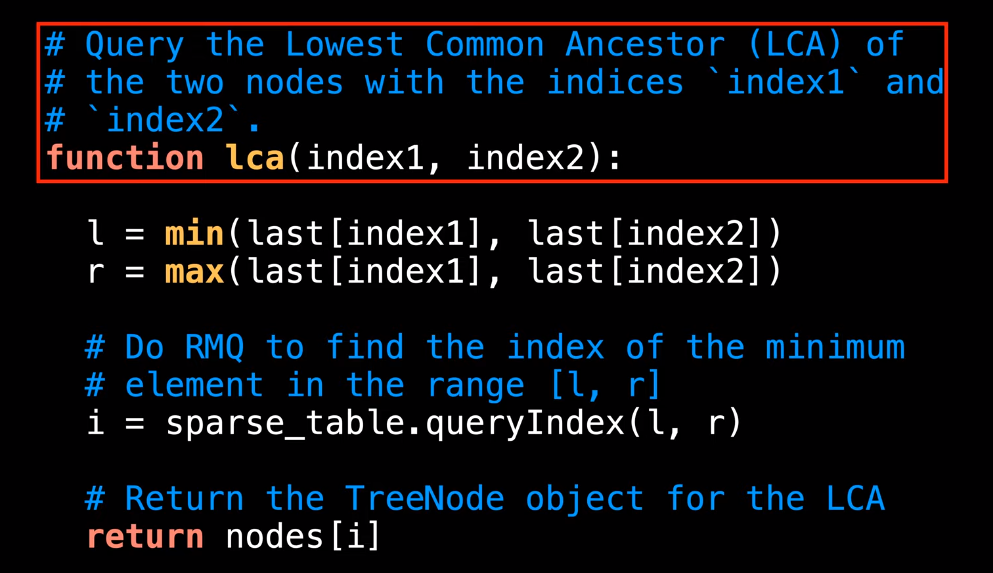 # Query the Lowest Common Ancestor (LCA) of
# the two nodes with the indices `index1` and
# `index2`.
function lca(index1, index2):
l = min(last[index1], last[index2])
r = max(last[index1], last[index2])
# Do RMQ to find the index of the minimum
# element in the range [l, r]
i = sparse_table.queryIndex(l, r)
# Return the TreeNode object for the LCA
return nodes[i]